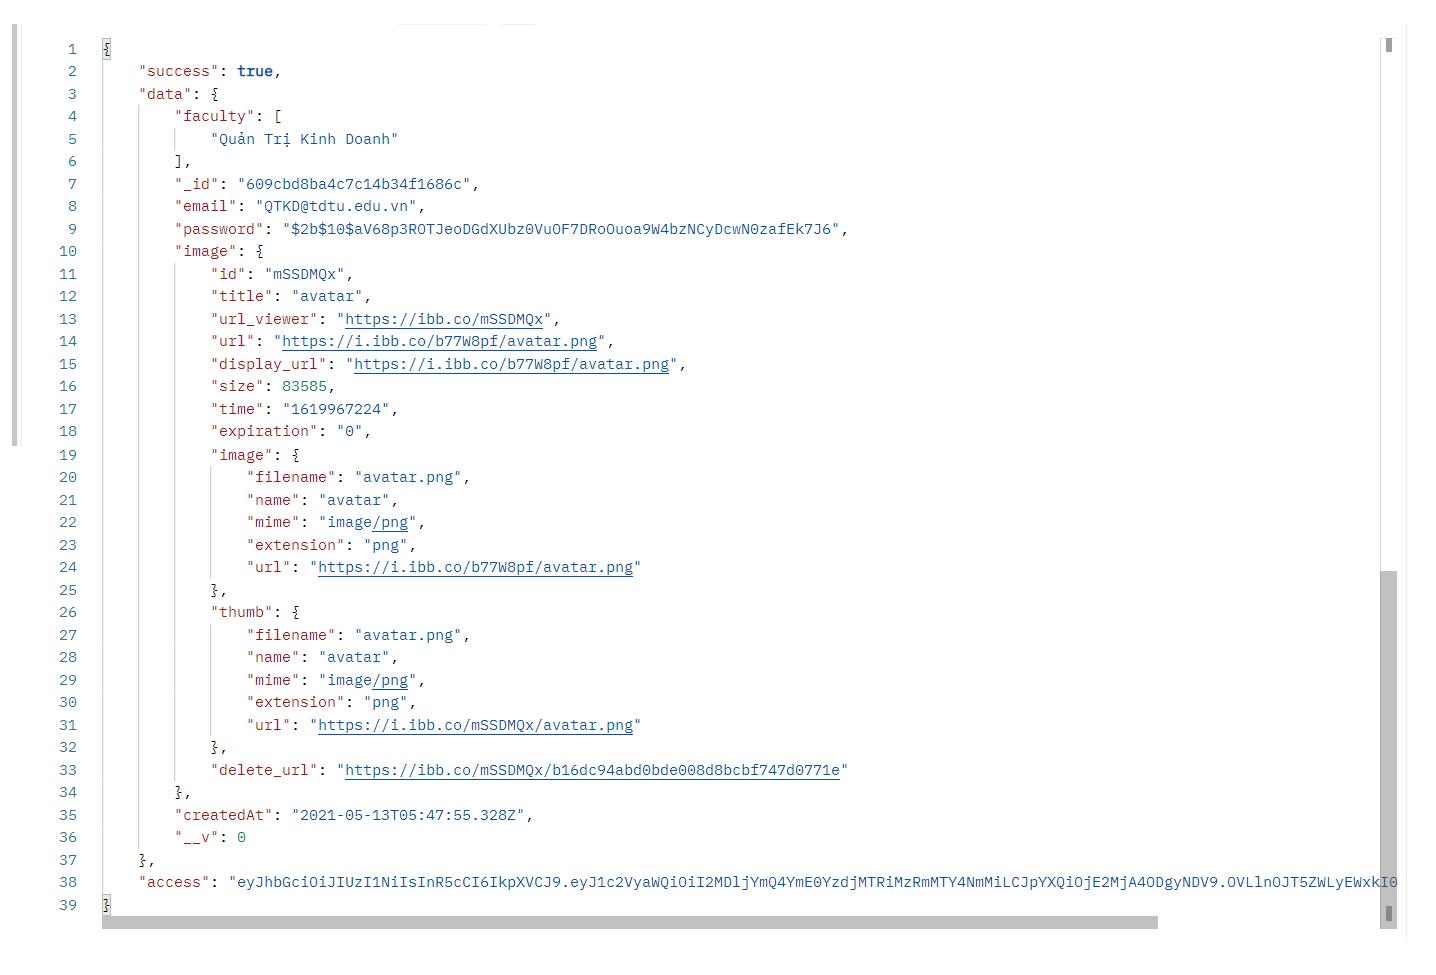 1 {
2 "success": true,
3 "data": {
4 "faculty": [
5 "Quản Trị Kinh Doanh"
6 ],
7 "_id": "609cbd8ba4c7c14b34f1686c",
8 "email": "QTKD@tdtu.edu.vn",
9 "password": "$2b$10$aV68p3ROTJeoDGdXUbz0VuOF7DRoOuoa9W4bzNCyDcwN0zafEk7J6",
10 "image": {
11 "id": "mSSDMQx",
12 "title": "avatar",
13 "url_viewer": "https://ibb.co/mSSDMQx",
14 "url": "https://i.ibb.co/b77W8pf/avatar.png",
15 "display_url": "https://i.ibb.co/b77W8pf/avatar.png",
16 "size": 83585,
17 "time": "1619967224",
18 "expiration": "0",
19 "image": {
20 "filename": "avatar.png",
21 "name": "avatar",
22 "mime": "image/png",
23 "extension": "png",
24 "url": "https://i.ibb.co/b77W8pf/avatar.png"
25 },
26 "thumb": {
27 "filename": "avatar.png",
28 "name": "avatar",
29 "mime": "image/png",
30 "extension": "png",
31 "url": "https://i.ibb.co/mSSDMQx/avatar.png"
32 },
33 "delete_url": "https://ibb.co/mSSDMQx/b16dc94abd0bde008d8bcbf747d0771e"
34 },
35 "createdAt": "2021-05-13T05:47:55.328Z",
36 "__v": 0
37 },
38 "access": "eyJhbGciOiJIUzI1NiIsInR5cCI6IkpXVCJ9.eyJ1c2VyaWQiOiI2MDljYmQ4YmE0YzdjMTRiMzRmMTY4NmMiLCJpYXQiOjE2MjA4ODgyNDV9.OVLlnOJT5ZWLyEWxkI0
39 }